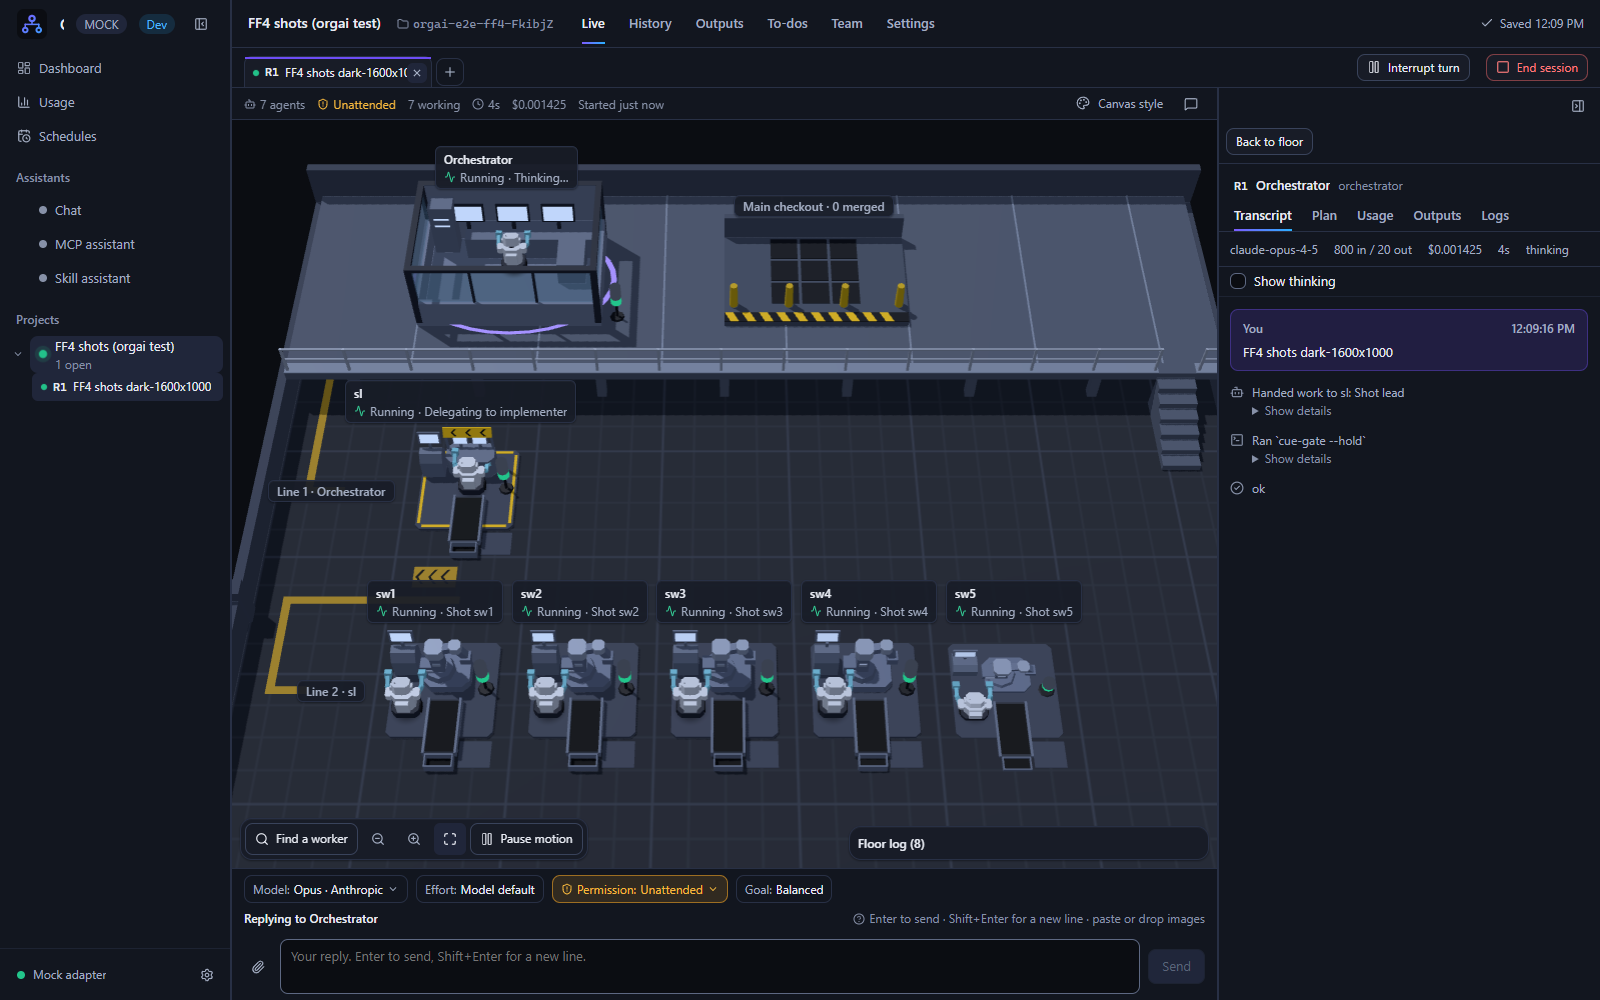 MOCK
Dev
Dashboard
Usage
Schedules
Assistants
Chat
MCP assistant
Skill assistant
Projects
FF4 shots (orgai test)
1 open
R1 FF4 shots dark-1600x1000
Mock adapter
FF4 shots (orgai test)
orgai-e2e-ff4-FkibjZ
Live
History
Outputs
To-dos
Team
Settings
Saved 12:09 PM
R1 FF4 shots dark-1600x10
Interrupt turn
End session
7 agents
Unattended
7 working
4s
$0.001425
Started just now
Canvas style
Orchestrator
Running · Thinking...
Main checkout · 0 merged
sl
Running · Delegating to implementer
Line 1 · Orchestrator
sw1
Running · Shot sw1
sw2
Running · Shot sw2
sw3
Running · Shot sw3
sw4
Running · Shot sw4
sw5
Running · Shot sw5
Line 2 · sl
Find a worker
Pause motion
Floor log (8)
Model: Opus · Anthropic
Effort: Model default
Permission: Unattended
Goal: Balanced
Replying to Orchestrator
Enter to send · Shift+Enter for a new line · paste or drop images
Your reply. Enter to send, Shift+Enter for a new line.
Send
Back to floor
R1 Orchestrator orchestrator
Transcript
Plan
Usage
Outputs
Logs
claude-opus-4-5
800 in / 20 out
$0.001425
4s
thinking
Show thinking
You
12:09:16 PM
FF4 shots dark-1600x1000
Handed work to sl: Shot lead
Show details
Ran `cue-gate --hold`
Show details
ok